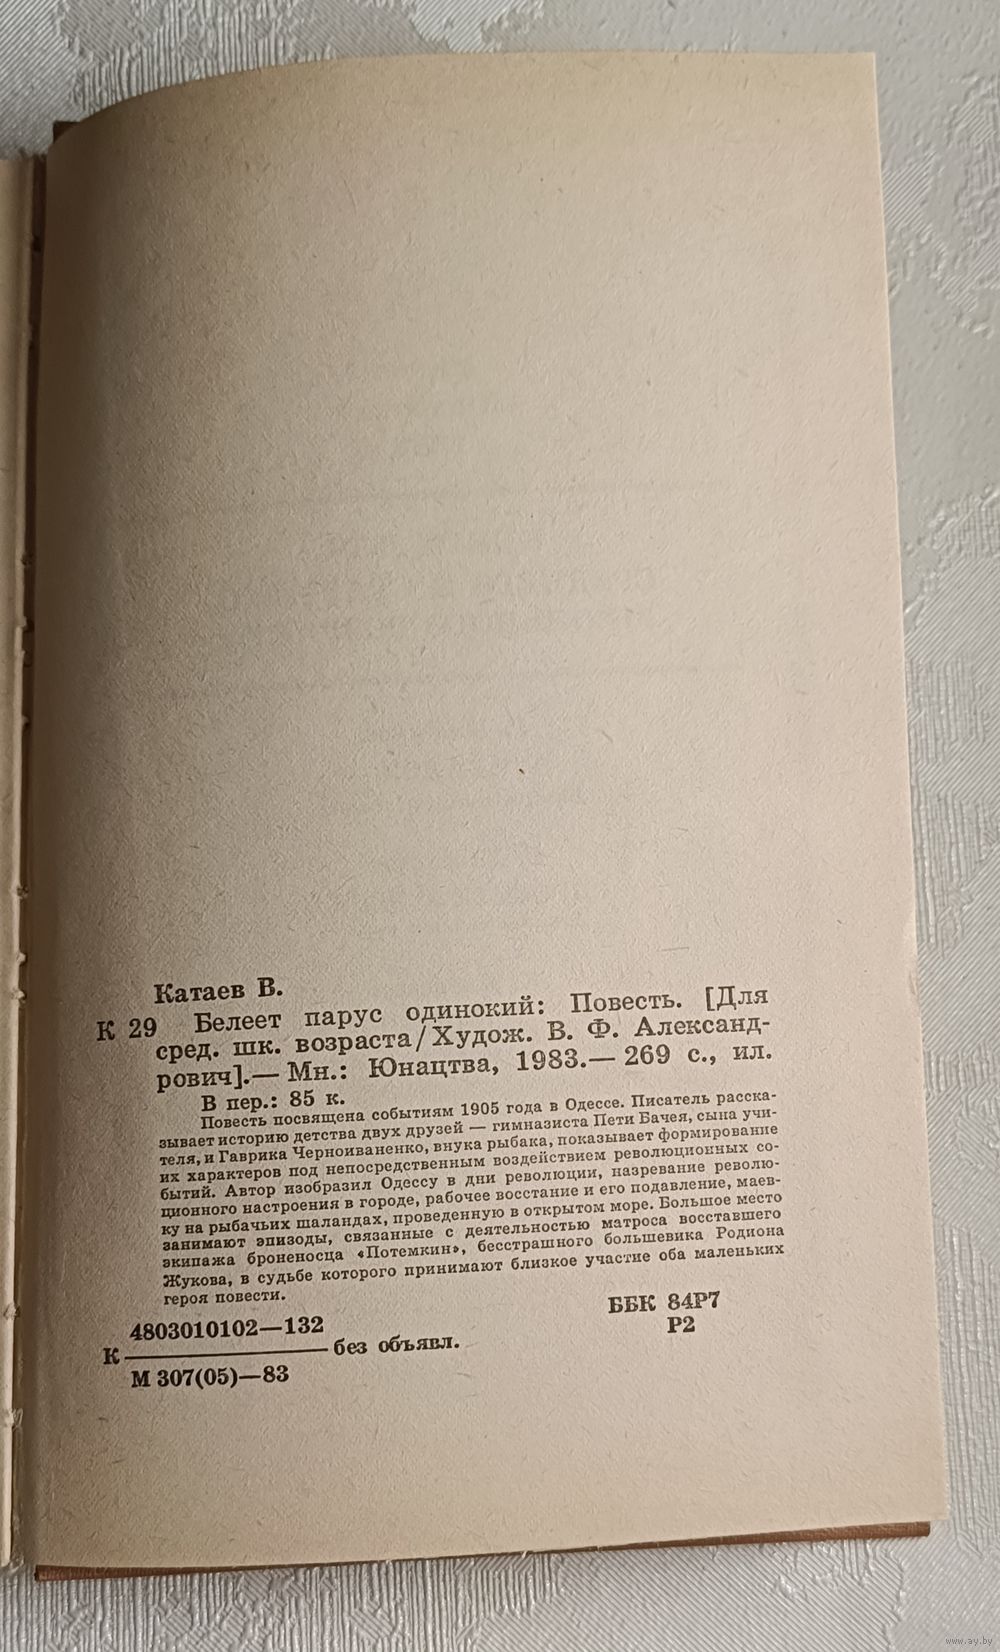 Катаев В.
К 29 Белеет парус одинокий: Повесть. [Для
сред. шк. возраста/Худож. В. Ф. Александ-
рович].— Мн.: Юнацтва, 1983.— 269 с., ил.
В пер.: 85 к.
Повесть посвящена событиям 1905 года в Одессе. Писатель расска-
зывает историю детства двух друзей — гимназиста Пети Бачея, сына учи-
теля, и Гаврика Черноиваненко, внука рыбака, показывает формирование
их характеров под непосредственным воздействием революционных со-
бытий. Автор изобразил Одессу в дни революции, назревание револю-
ционного настроения в городе, рабочее восстание и его подавление, маев-
ку на рыбачьих шаландах, проведенную в открытом море. Большое место
занимают эпизоды, связанные с деятельностью матроса восставшего
экипажа броненосца «Потемкин», бесстрашного большевика Родиона
Жукова, в судьбе которого принимают близкое участие оба маленьких
героя повести.
4803010102—132
К без объявл.
М 307(05)—83
ББК 84Р7
Р2
www.ay.by